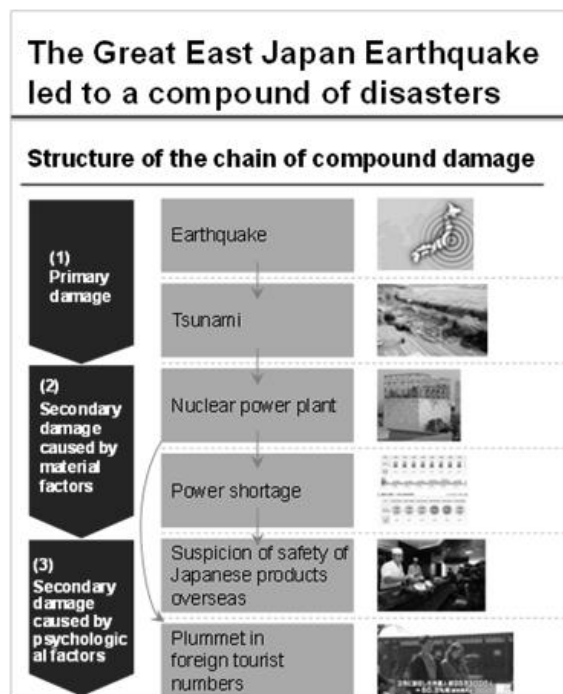 The Great East Japan Earthquake
led to a compound of disasters
Structure of the chain of compound damage
(1)
Primary
damage
Earthquake
Tsunami
(2)
Secondary
damage
caused by
material
factors
Nuclear power plant
Power shortage
(3)
Secondary
damage
caused by
psychologic
al factors
Suspicion of safety of
Japanese products
overseas
Plummet in
foreign tourist
numbers